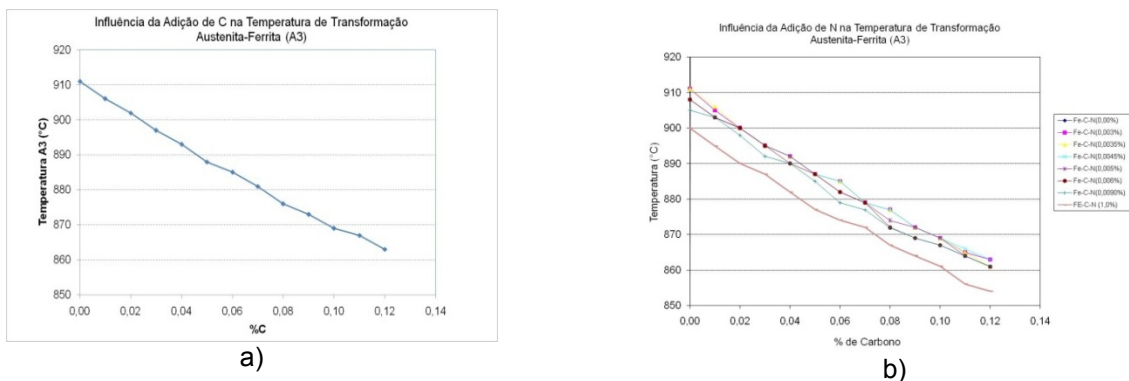 Influência da Adição de C na Temperatura de Transformação
Austenita-Ferrita (A3)
Temperatura A3 (°C)
920
910
900
890
880
870
860
850
0,00 0,02 0,04 0,06 0,08 0,10 0,12 0,14
%C
a)
Influência da Adição de N na Temperatura de Transformação
Austenita-Ferrita (A3)
Temperatura (°C)
920
910
900
890
880
870
860
850
0,00 0,02 0,04 0,06 0,08 0,10 0,12 0,14
% de Carbono
Fe-C-N(0,00%)
Fe-C-N(0,003%)
Fe-C-N(0,0035%)
Fe-C-N(0,0045%)
Fe-C-N(0,005%)
Fe-C-N(0,006%)
Fe-C-N(0,0090%)
FE-C-N (1,0%)
b)